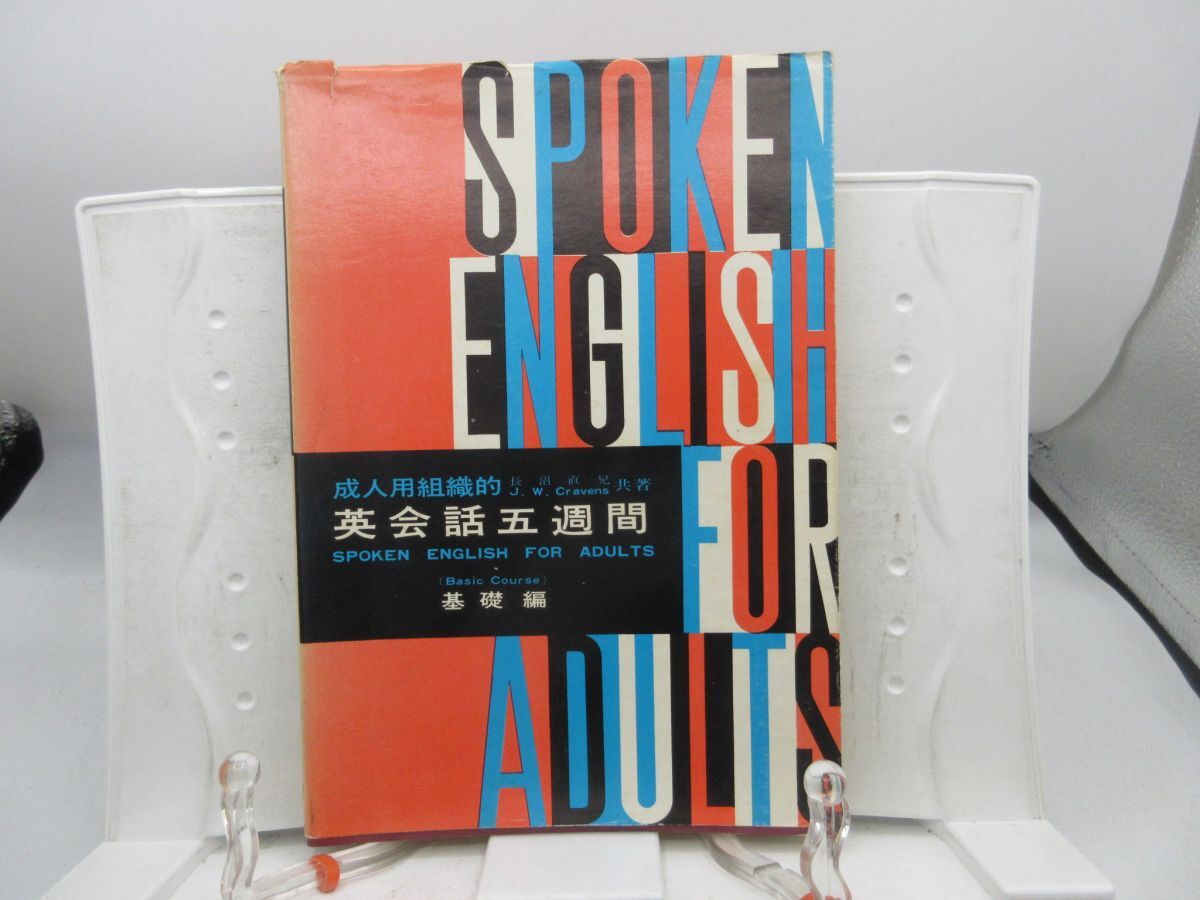 SPOKEN
ENGLISH
FOR
ADULTS
成人用組織的 長沼直兄 J. W. Cravens 共著
英会話五週間
SPOKEN ENGLISH FOR ADULTS
(Basic Course)
基礎編